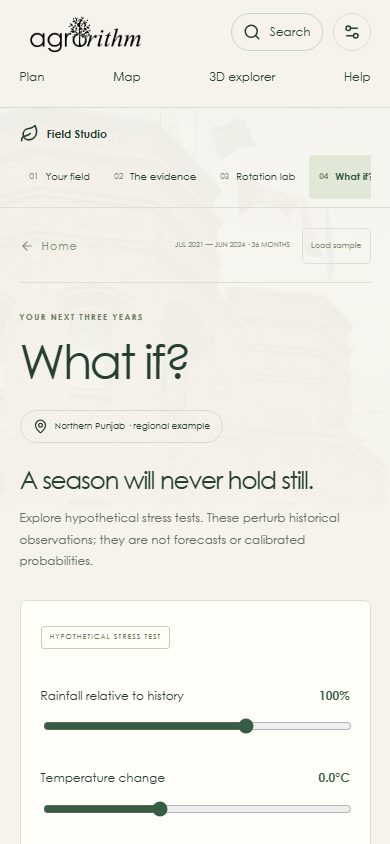 agrorithm
Search
Plan
Map
3D explorer
Help
Field Studio
01 Your field
02 The evidence
03 Rotation lab
04 What if?
← Home
JUL 2021 — JUN 2024 · 36 MONTHS
Load sample
YOUR NEXT THREE YEARS
What if?
Northern Punjab · regional example
A season will never hold still.
Explore hypothetical stress tests. These perturb historical
observations; they are not forecasts or calibrated
probabilities.
HYPOTHETICAL STRESS TEST
Rainfall relative to history
100%
Temperature change
0.0°C